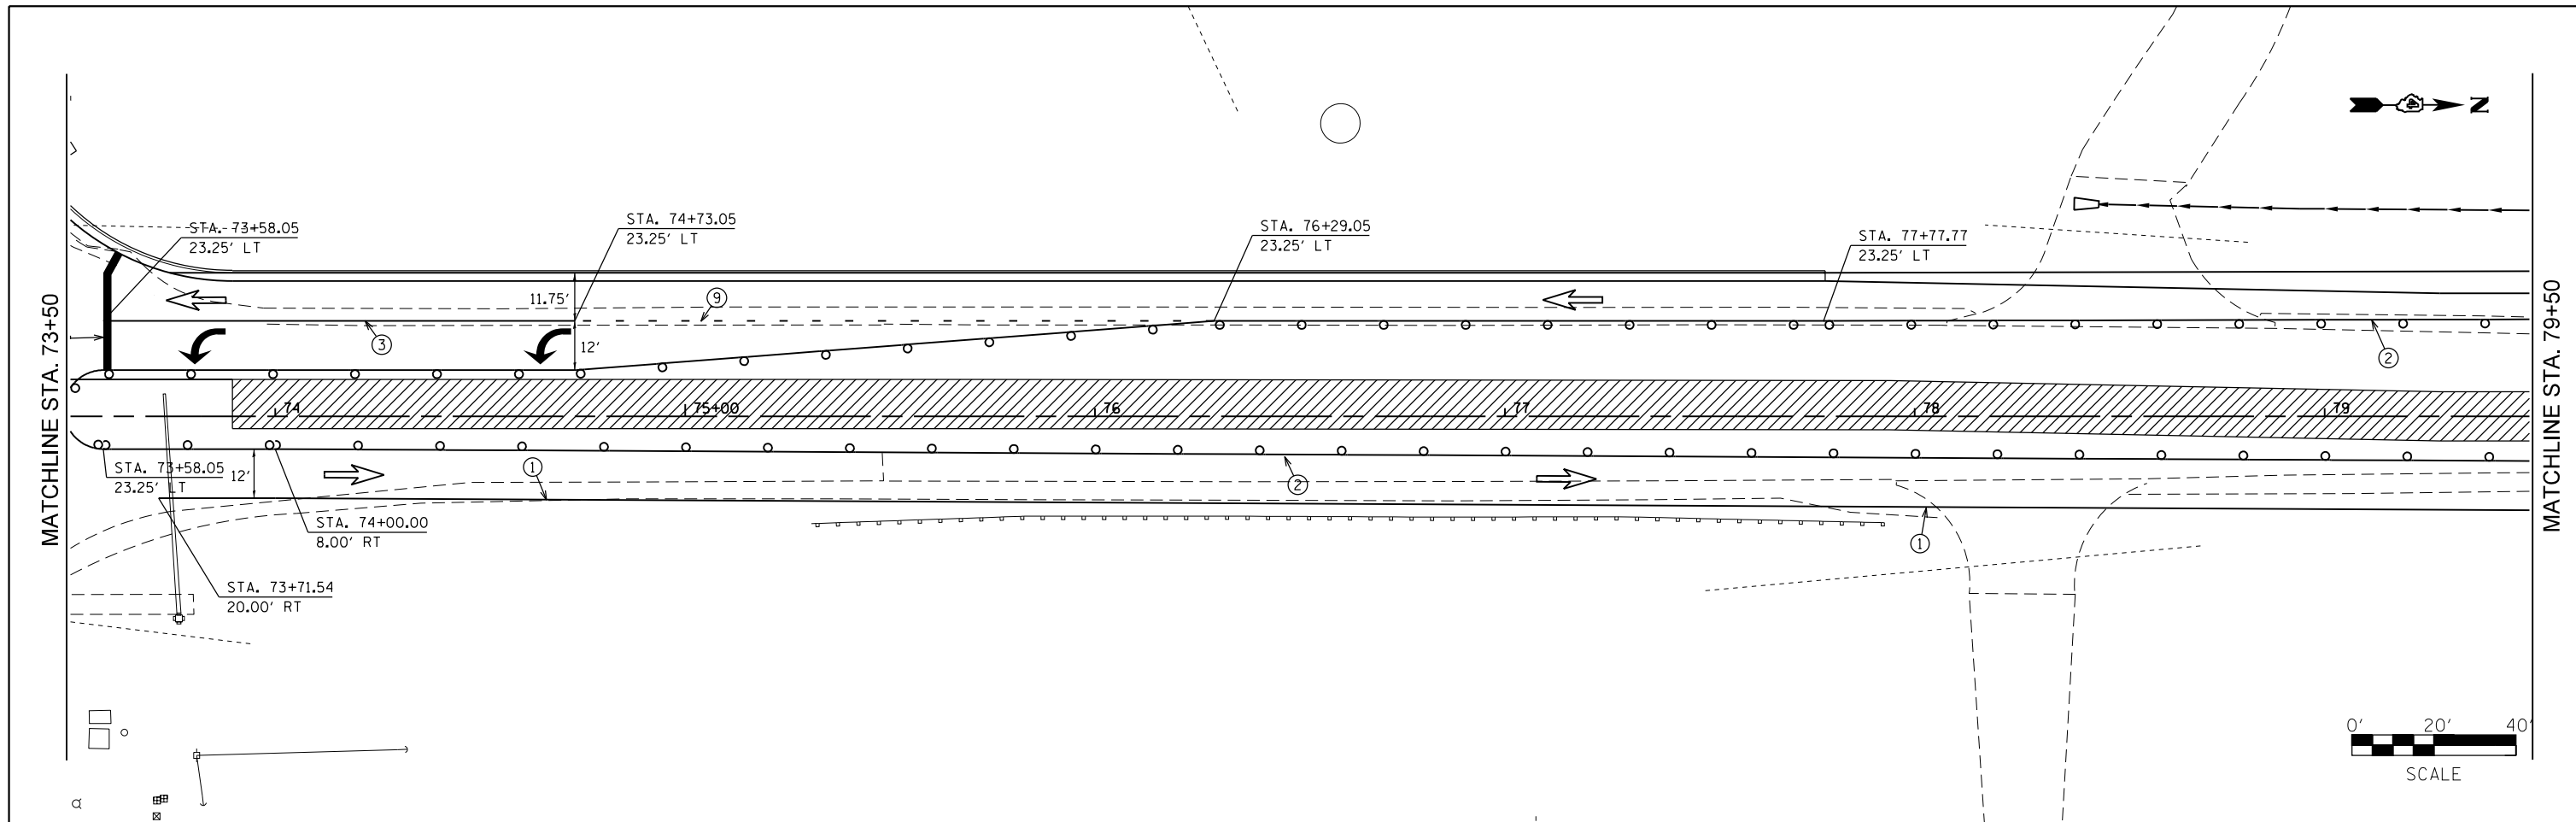 MATCHLINE STA. 73+50
STA. 73+58.05
23.25' LT
STA. 74+73.05
23.25' LT
STA. 76+29.05
23.25' LT
STA. 77+77.77
23.25' LT
N
MATCHLINE STA. 79+50
11.75'
9
3
12'
2
74
75+00
76
77
78
79
STA. 73+58.05
23.25' LT
12'
1
2
STA. 74+00.00
8.00' RT
1
STA. 73+71.54
20.00' RT
0' 20' 40'
SCALE